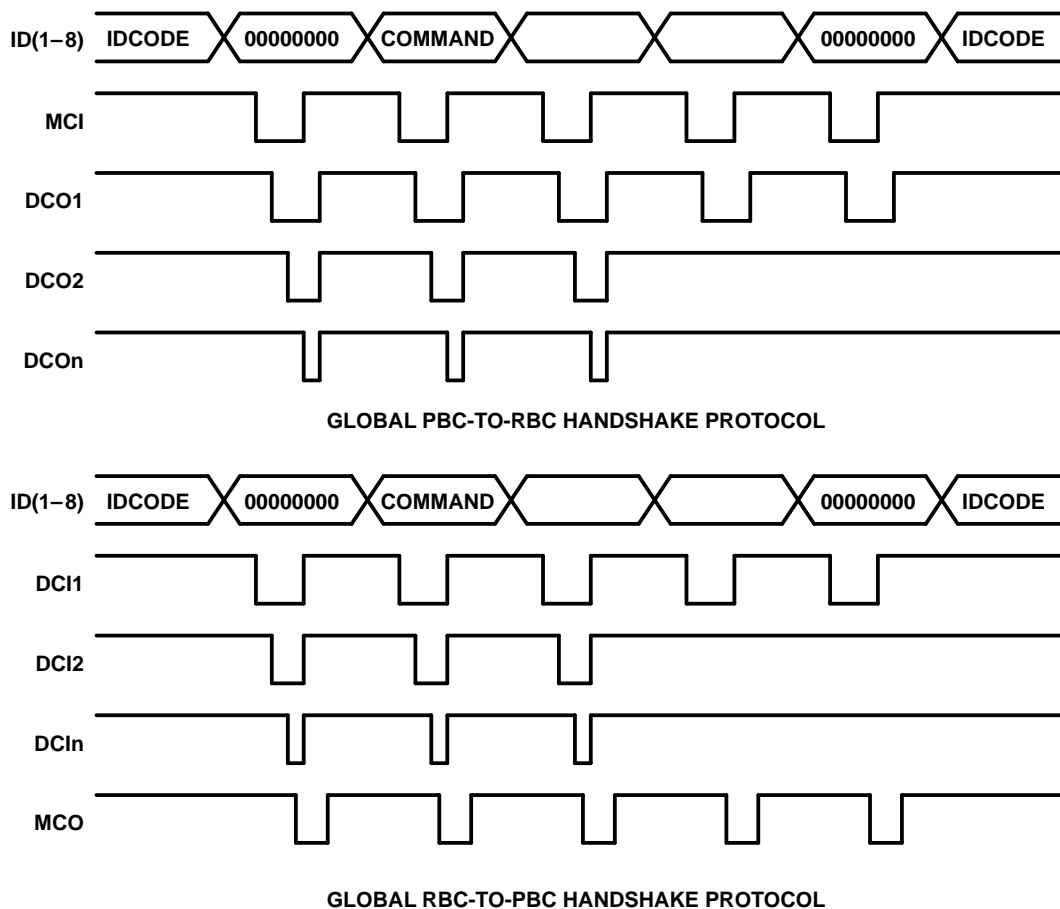 ID(1–8) IDCODE 00000000 COMMAND 00000000 IDCODE
MCI
DCO1
DCO2
DCOn
GLOBAL PBC-TO-RBC HANDSHAKE PROTOCOL
ID(1–8) IDCODE 00000000 COMMAND 00000000 IDCODE
DCI1
DCI2
DCIn
MCO
GLOBAL RBC-TO-PBC HANDSHAKE PROTOCOL